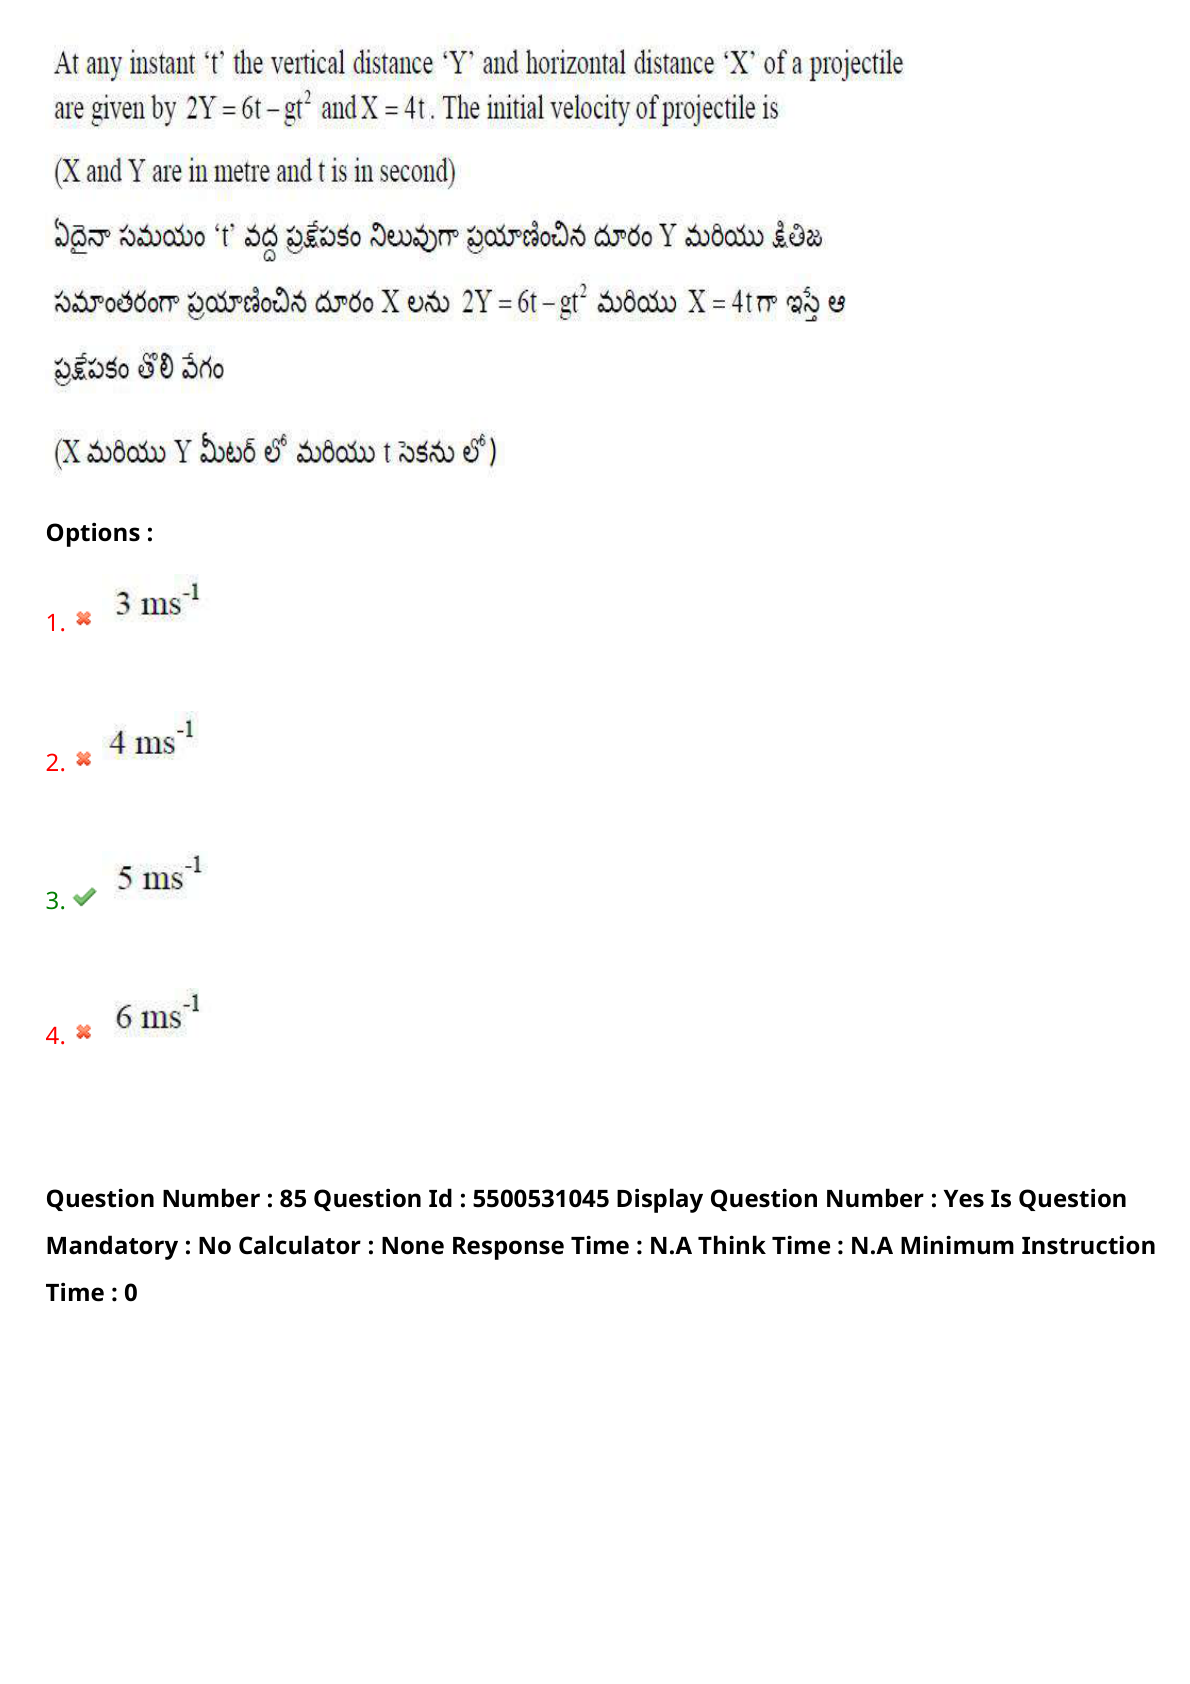 At any instant ‘t’ the vertical distance ‘Y’ and horizontal distance ‘X’ of a projectile
are given by 2Y = 6t – gt² and X = 4t . The initial velocity of projectile is
(X and Y are in metre and t is in second)
ఏదైనా సమయం ‘t’ వద్ద ప్రక్షేపకం నిలువుగా ప్రయాణించిన దూరం Y మరియు క్షితిజ
సమాంతరంగా ప్రయాణించిన దూరం X లను 2Y = 6t – gt² మరియు X = 4t గా ఇస్తే ఆ
ప్రక్షేపకం తొలి వేగం
(X మరియు Y మీటర్ లో మరియు t సెకను లో)
Options :
1. 3 ms⁻¹
2. 4 ms⁻¹
3. 5 ms⁻¹
4. 6 ms⁻¹
Question Number : 85 Question Id : 5500531045 Display Question Number : Yes Is Question
Mandatory : No Calculator : None Response Time : N.A Think Time : N.A Minimum Instruction
Time : 0